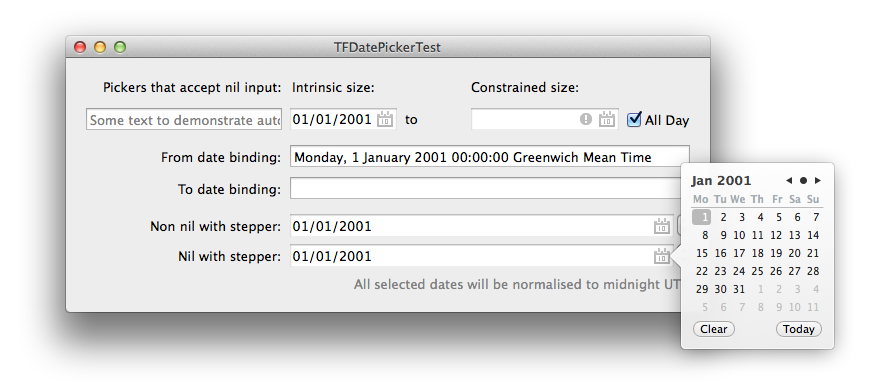 TFDatePickerTest
Pickers that accept nil input: Intrinsic size: Constrained size:
Some text to demonstrate auto 01/01/2001 10 to 10 All Day
From date binding: Monday, 1 January 2001 00:00:00 Greenwich Mean Time
To date binding:
Non nil with stepper: 01/01/2001 10
Nil with stepper: 01/01/2001 10
All selected dates will be normalised to midnight UT
Jan 2001
Mo Tu We Th Fr Sa Su
1 2 3 4 5 6 7
8 9 10 11 12 13 14
15 16 17 18 19 20 21
22 23 24 25 26 27 28
29 30 31 1 2 3 4
5 6 7 8 9 10 11
Clear Today